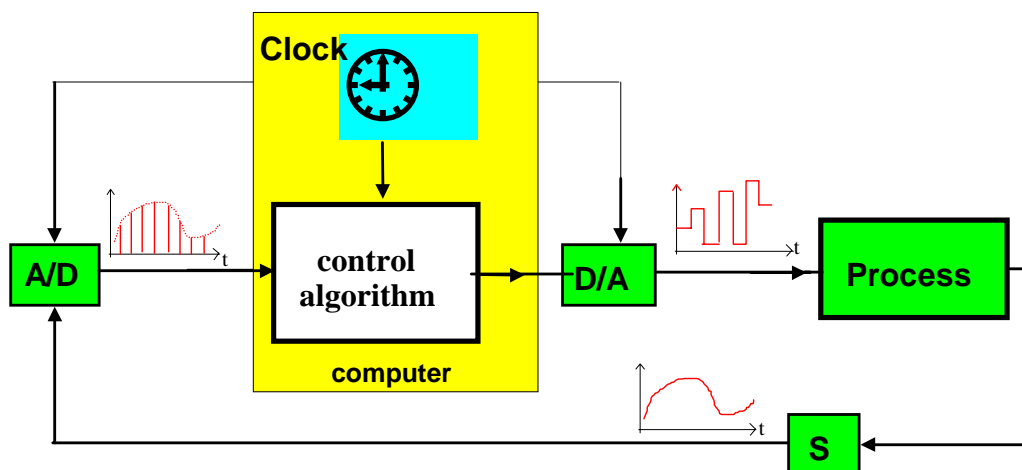 Clock
t
t
A/D
control
algorithm
D/A
Process
computer
t
S